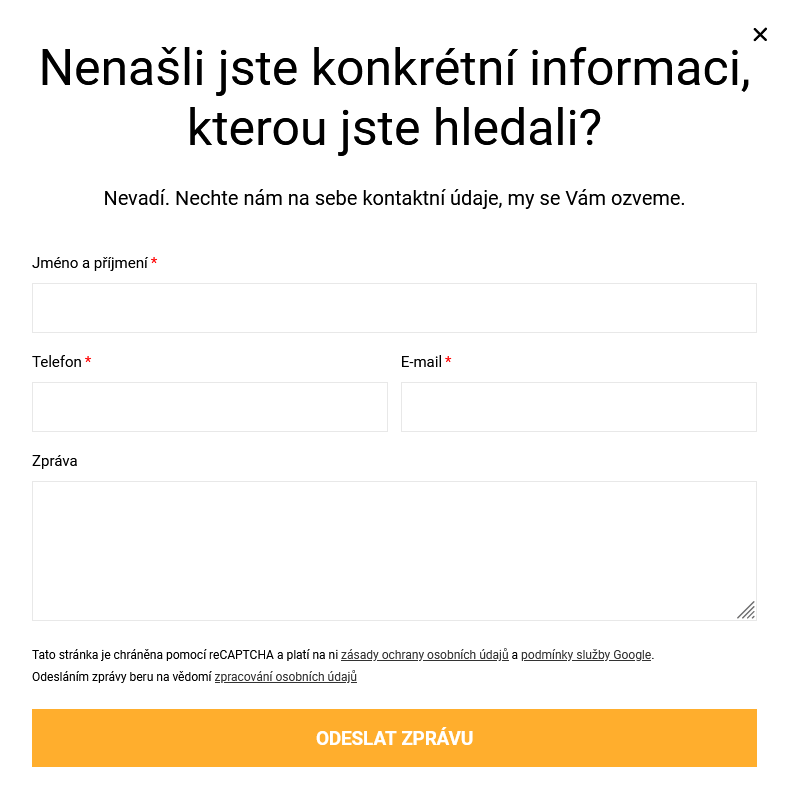 Nenašli jste konkrétní informaci,
kterou jste hledali?
Nevadí. Nechte nám na sebe kontaktní údaje, my se Vám ozveme.
Jméno a příjmení *
Telefon * E-mail *
Zpráva
Tato stránka je chráněna pomocí reCAPTCHA a platí na ni zásady ochrany osobních údajů a podmínky služby Google.
Odesláním zprávy beru na vědomí zpracování osobních údajů
ODESLAT ZPRÁVU